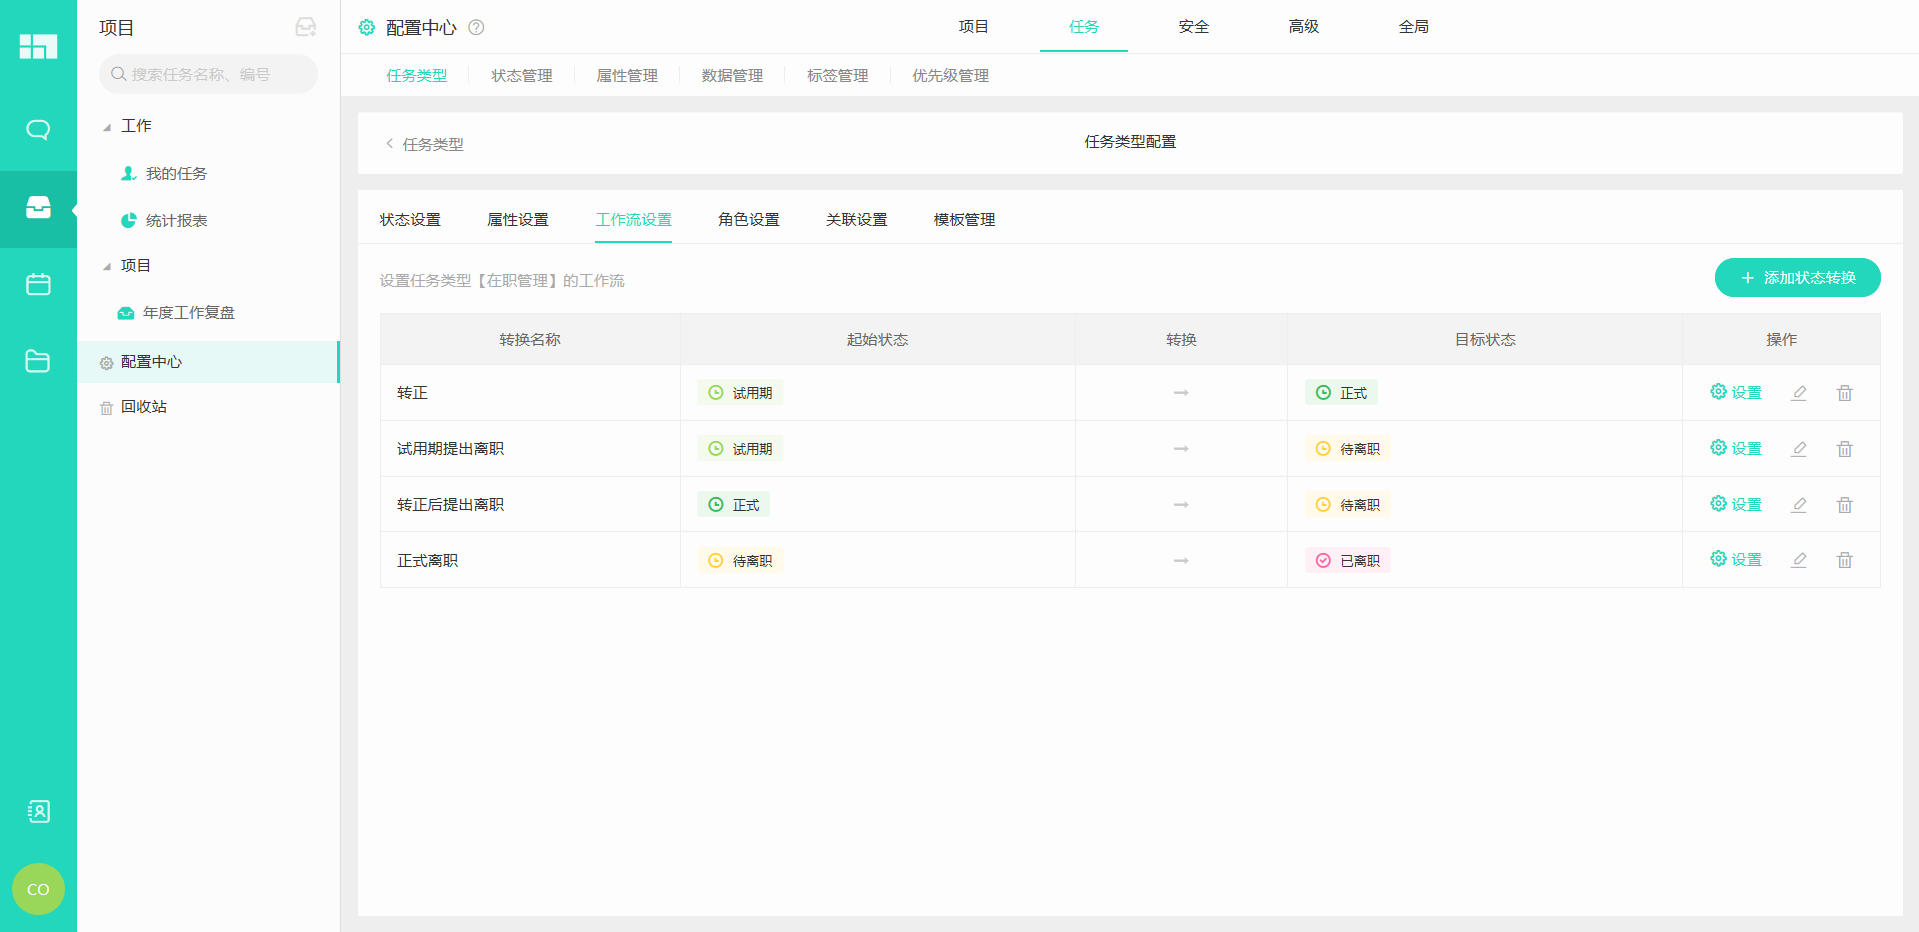 项目
搜索任务名称、编号
工作
我的任务
统计报表
项目
年度工作复盘
配置中心
回收站
CO
配置中心
项目 任务 安全 高级 全局
任务类型 状态管理 属性管理 数据管理 标签管理 优先级管理
任务类型 任务类型配置
状态设置 属性设置 工作流设置 角色设置 关联设置 模板管理
设置任务类型【在职管理】的工作流 添加状态转换
转换名称 起始状态 转换 目标状态 操作
转正 试用期 → 正式 设置
试用期提出离职 试用期 → 待离职 设置
转正后提出离职 正式 → 待离职 设置
正式离职 待离职 → 已离职 设置